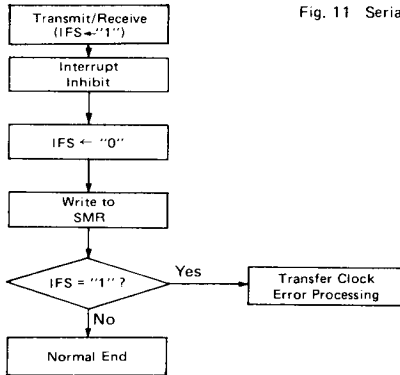 Fig. 11 Seria
Transmit/Receive
(IFS←"1")
Interrupt
Inhibit
IFS ← "0"
Write to
SMR
IFS = "1" ?
Yes
Transfer Clock
Error Processing
No
Normal End